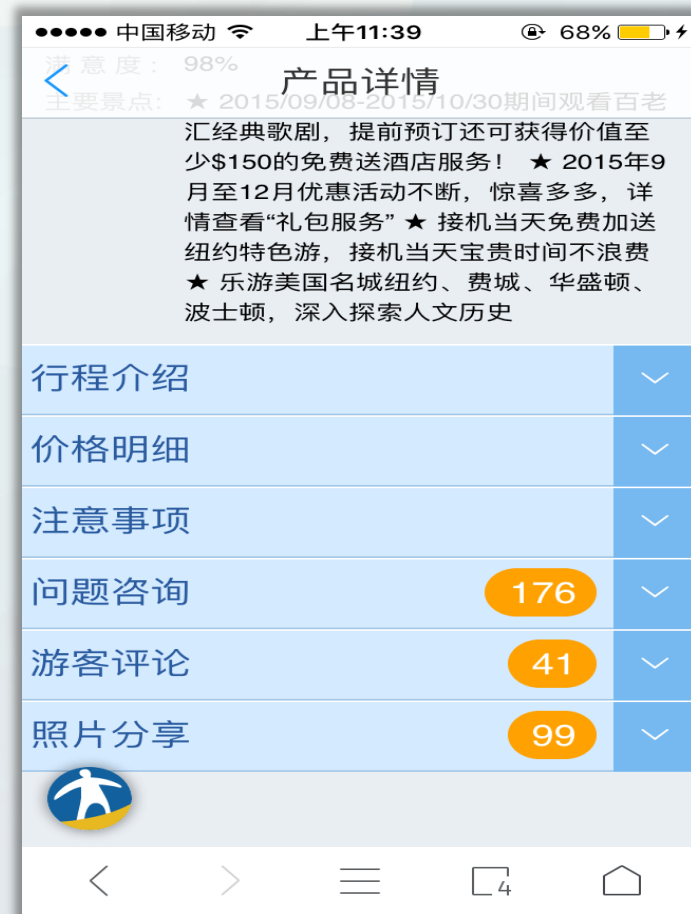 中国移动 上午11:39 68%
满意度： 98%
产品详情
主要景点: ★ 2015/09/08-2015/10/30期间观看百老
汇经典歌剧，提前预订还可获得价值至
少$150的免费送酒店服务！ ★ 2015年9
月至12月优惠活动不断，惊喜多多，详
情查看“礼包服务” ★ 接机当天免费加送
纽约特色游，接机当天宝贵时间不浪费
★ 乐游美国名城纽约、费城、华盛顿、
波士顿，深入探索人文历史
行程介绍
价格明细
注意事项
问题咨询 176
游客评论 41
照片分享 99
4